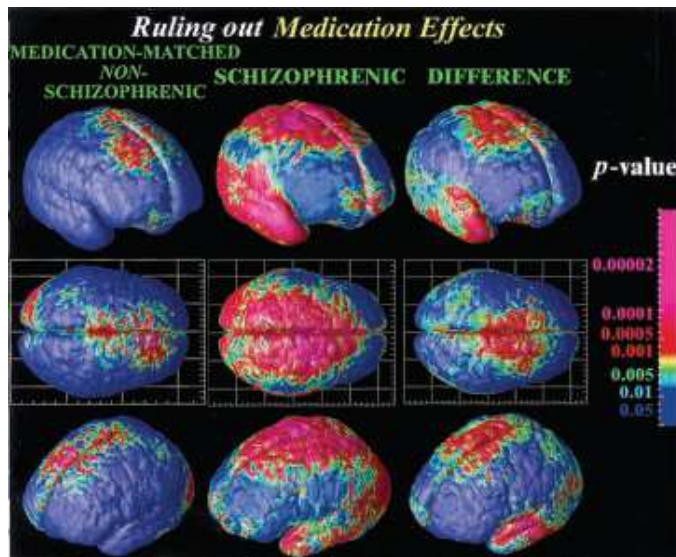 Ruling out Medication Effects
MEDICATION-MATCHED
NON-
SCHIZOPHRENIC
SCHIZOPHRENIC
DIFFERENCE
p-value
0.00002
0.0001
0.0005
0.001
0.005
0.01
0.05